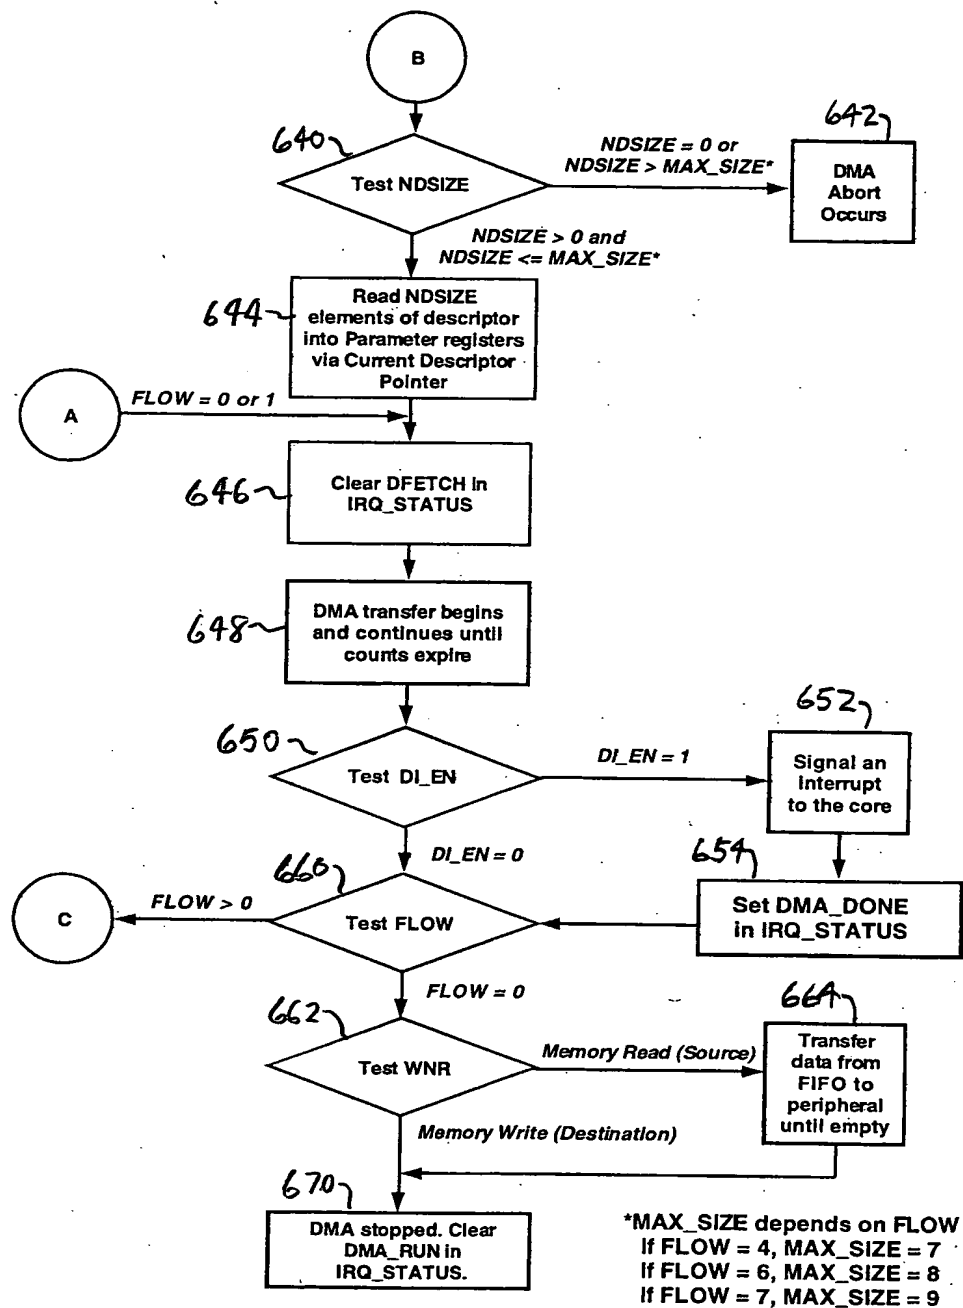 B
640
Test NDSIZE
NDSIZE = 0 or
NDSIZE > MAX_SIZE*
642
DMA
Abort
Occurs
NDSIZE > 0 and
NDSIZE <= MAX_SIZE*
644
Read NDSIZE
elements of descriptor
into Parameter registers
via Current Descriptor
Pointer
A
FLOW = 0 or 1
646
Clear DFETCH in
IRQ_STATUS
648
DMA transfer begins
and continues until
counts expire
650
Test DI_EN
DI_EN = 1
652
Signal an
Interrupt
to the core
DI_EN = 0
654
Set DMA_DONE
in IRQ_STATUS
660
Test FLOW
FLOW > 0
C
FLOW = 0
662
Test WNR
Memory Read (Source)
664
Transfer
data from
FIFO to
peripheral
until empty
Memory Write (Destination)
670
DMA stopped. Clear
DMA_RUN in
IRQ_STATUS.
*MAX_SIZE depends on FLOW
If FLOW = 4, MAX_SIZE = 7
If FLOW = 6, MAX_SIZE = 8
If FLOW = 7, MAX_SIZE = 9